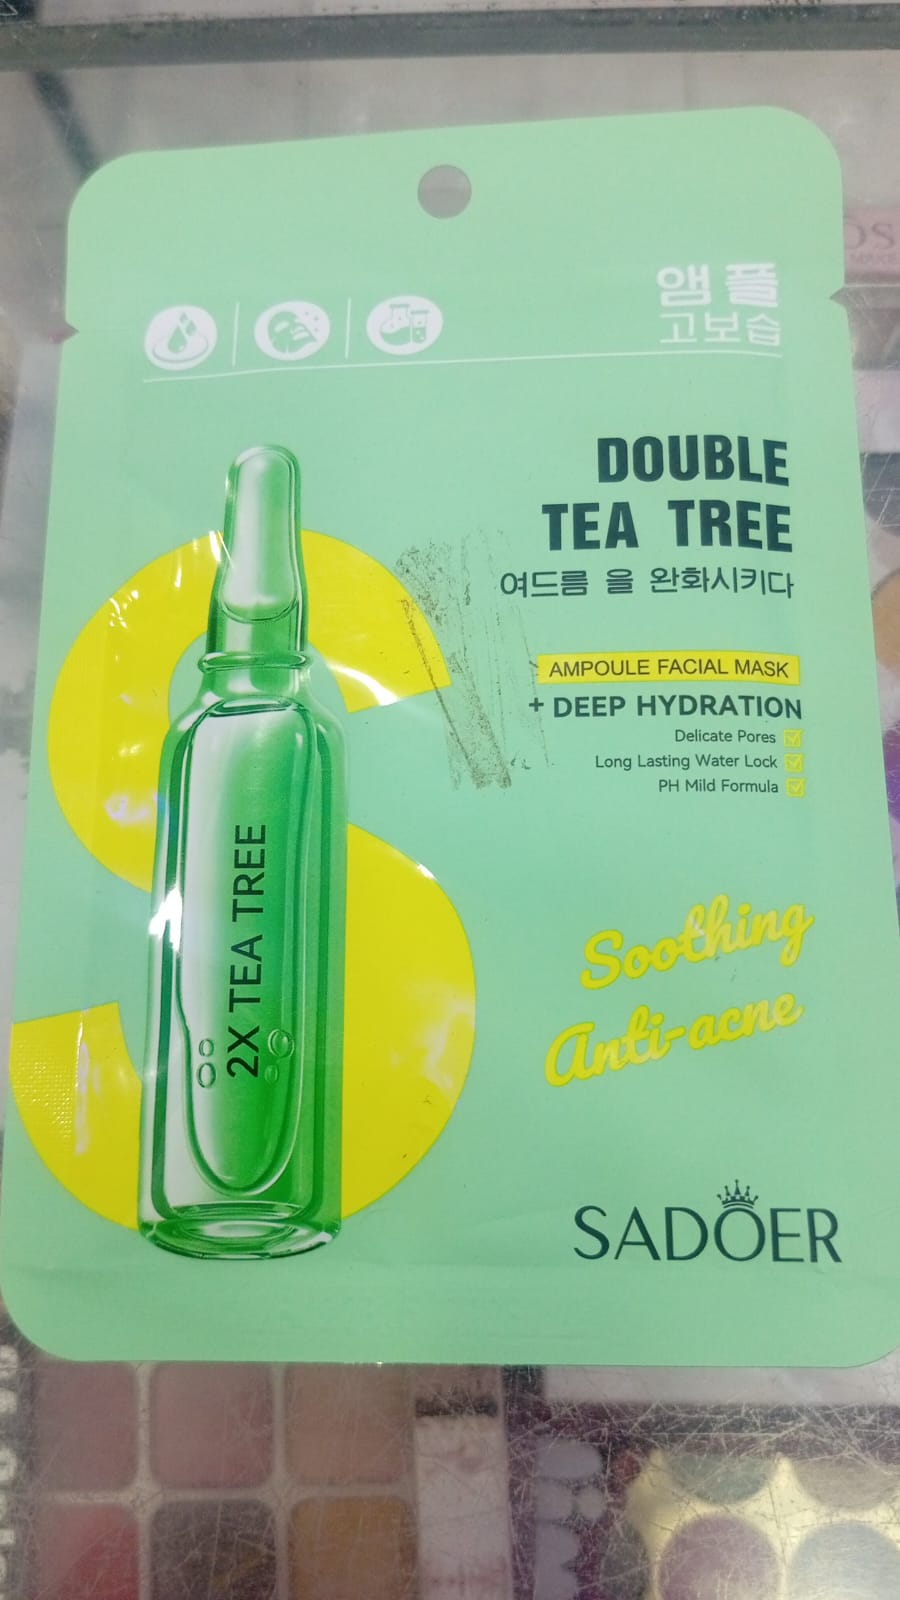 앰플
고보습
DOUBLE
TEA TREE
여드름 을 완화시키다
AMPOULE FACIAL MASK
+ DEEP HYDRATION
Delicate Pores
Long Lasting Water Lock
PH Mild Formula
2X TEA TREE
Soothing
Anti-acne
SADOER